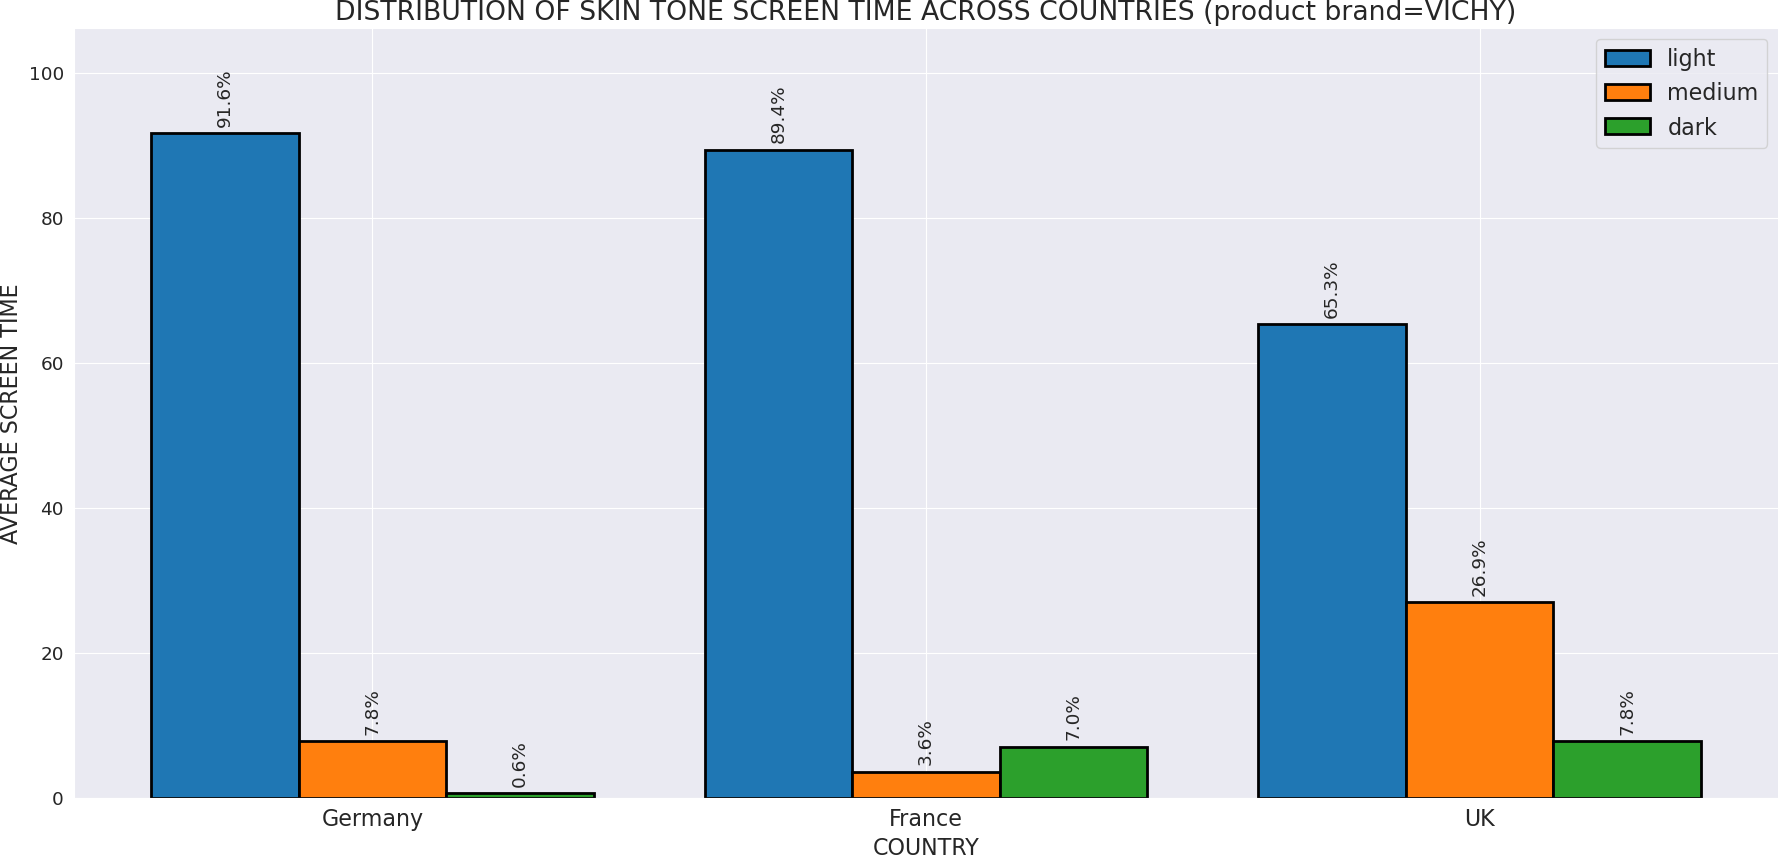 DISTRIBUTION OF SKIN TONE SCREEN TIME ACROSS COUNTRIES (product brand=VICHY)
light
medium
dark
AVERAGE SCREEN TIME
100
80
60
40
20
0
91.6%
7.8%
0.6%
89.4%
3.6%
7.0%
65.3%
26.9%
7.8%
Germany
France
UK
COUNTRY